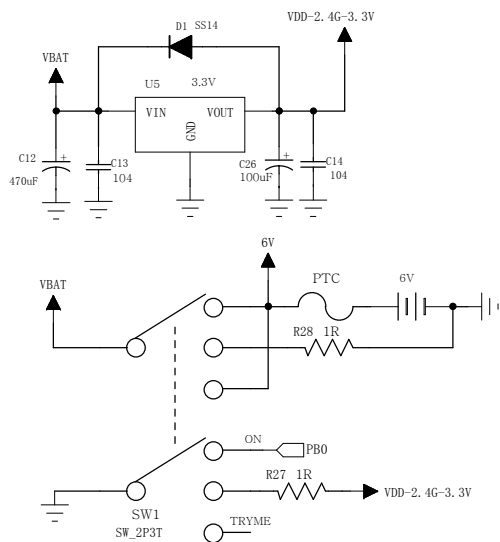 D1 SS14
VDD-2.4G-3.3V
VBAT
U5 3.3V
VIN VOUT
GND
C12 + 470uF
C13 104
C26 + 100uF
C14 104
6V
VBAT
PTC
6V
R28 1R
ON
PB0
R27 1R
VDD-2.4G-3.3V
SW1
SW_2P3T
TRYME